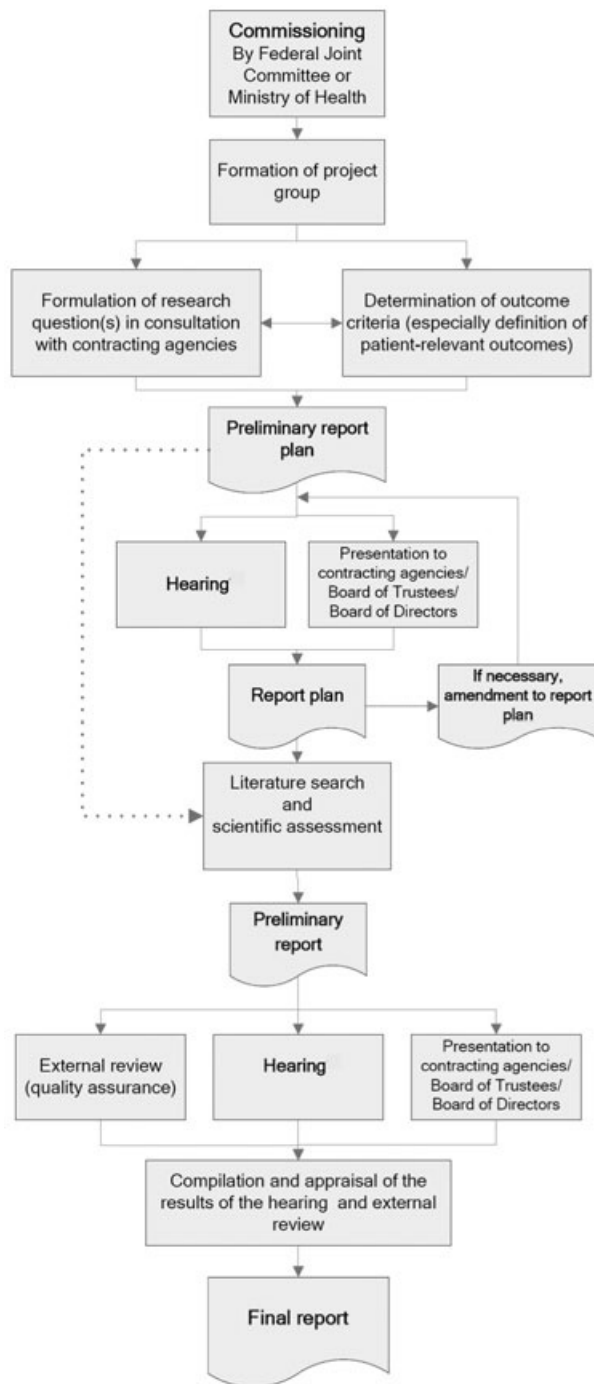 Commissioning
By Federal Joint
Committee or
Ministry of Health
Formation of project
group
Formulation of research
question(s) in consultation
with contracting agencies
Determination of outcome
criteria (especially definition of
patient-relevant outcomes)
Preliminary report
plan
Hearing
Presentation to
contracting agencies/
Board of Trustees/
Board of Directors
Report plan
If necessary,
amendment to report
plan
Literature search
and
scientific assessment
Preliminary
report
External review
(quality assurance)
Hearing
Presentation to
contracting agencies/
Board of Trustees/
Board of Directors
Compilation and appraisal of the
results of the hearing and external
review
Final report